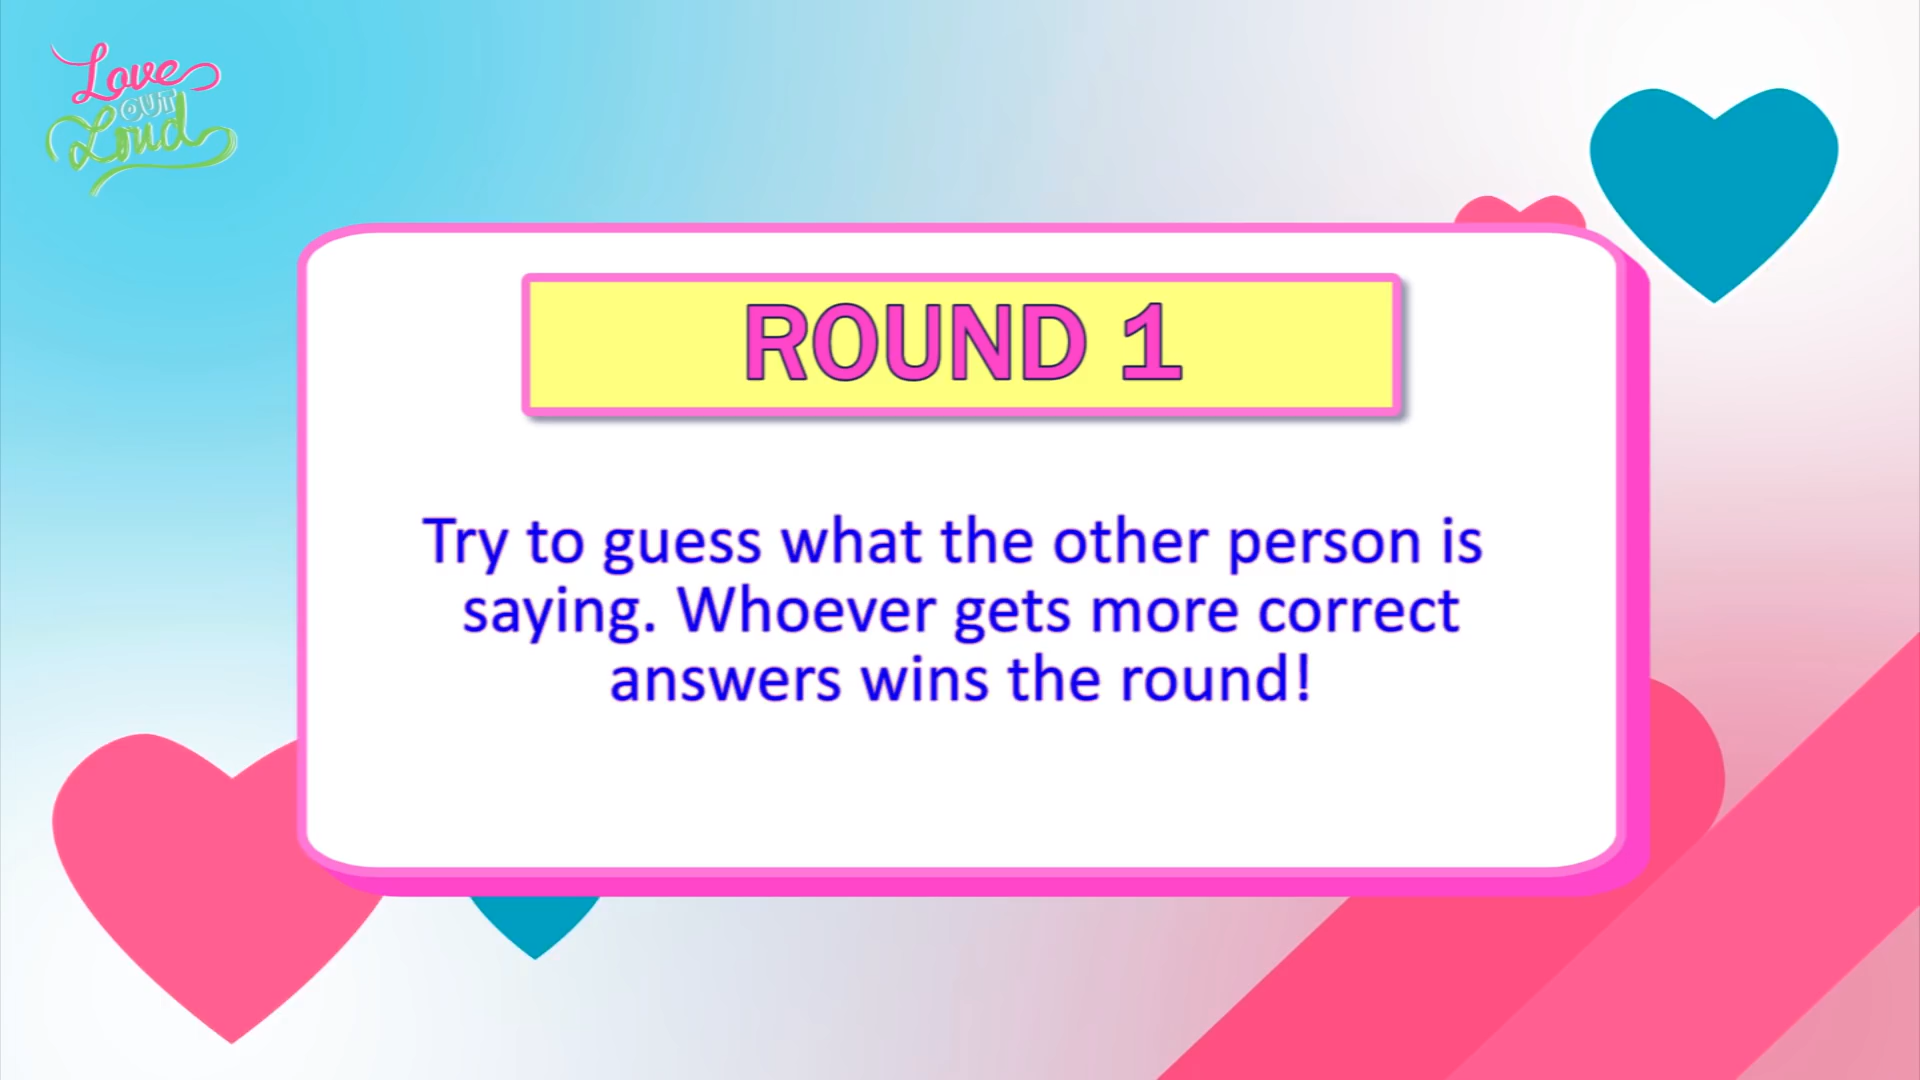 Love
OUT
Loud
ROUND 1
Try to guess what the other person is
saying. Whoever gets more correct
answers wins the round!